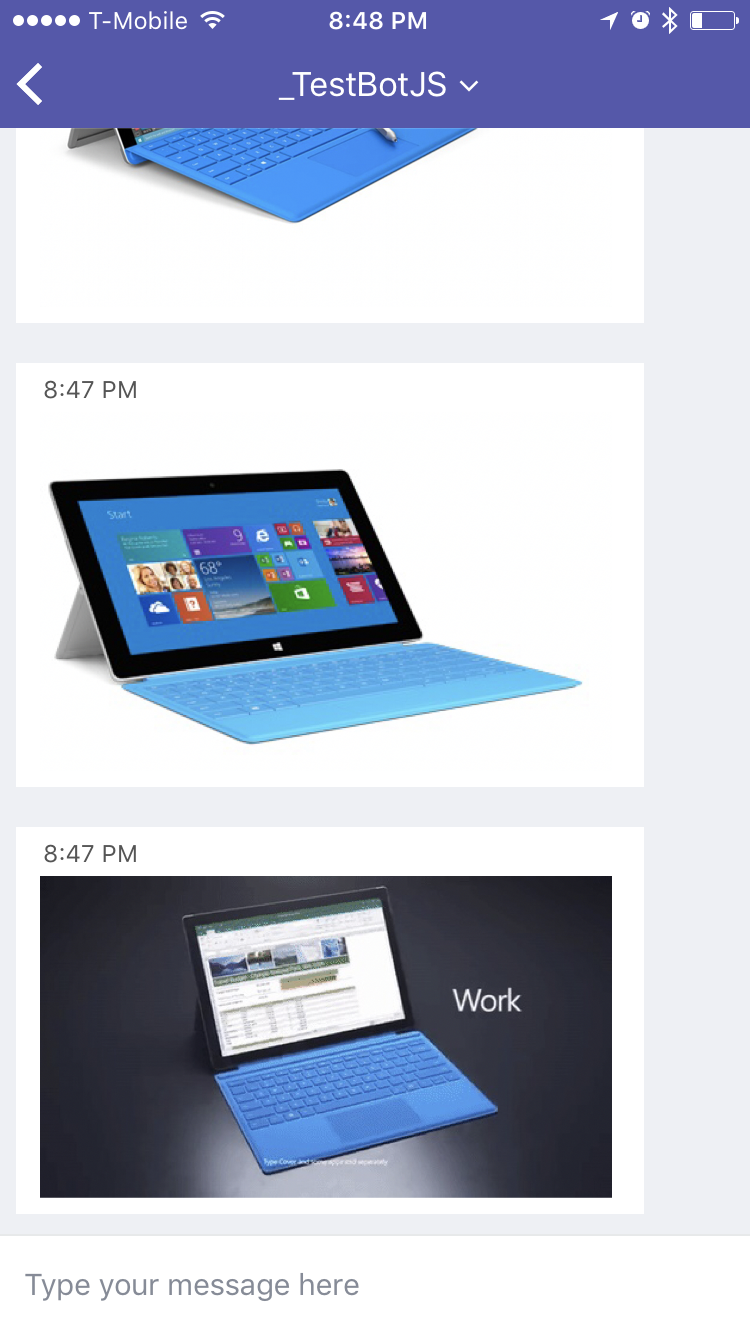 T-Mobile
8:48 PM
_TestBotJS
8:47 PM
Start
68°
9
8:47 PM
Work
Type Cover and some apps sold separately
Type your message here